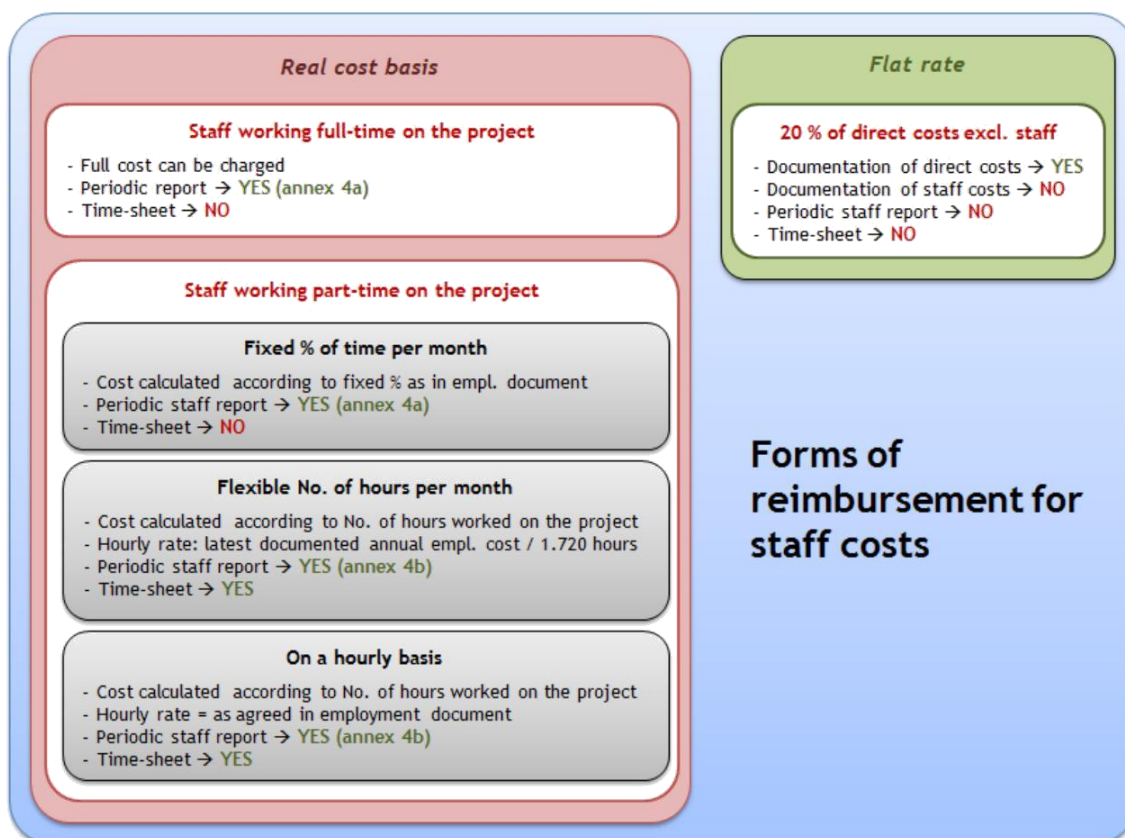 Real cost basis
Staff working full-time on the project
- Full cost can be charged
- Periodic report → YES (annex 4a)
- Time-sheet → NO
Staff working part-time on the project
Fixed % of time per month
- Cost calculated according to fixed % as in empl. document
- Periodic staff report → YES (annex 4a)
- Time-sheet → NO
Flexible No. of hours per month
- Cost calculated according to No. of hours worked on the project
- Hourly rate: latest documented annual empl. cost / 1.720 hours
- Periodic staff report → YES (annex 4b)
- Time-sheet → YES
On a hourly basis
- Cost calculated according to No. of hours worked on the project
- Hourly rate = as agreed in employment document
- Periodic staff report → YES (annex 4b)
- Time-sheet → YES
Flat rate
20 % of direct costs excl. staff
- Documentation of direct costs → YES
- Documentation of staff costs → NO
- Periodic staff report → NO
- Time-sheet → NO
Forms of
reimbursement for
staff costs